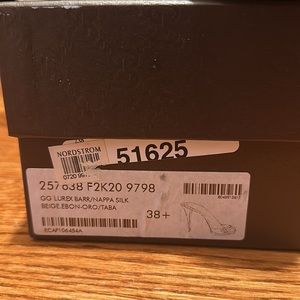 NORDSTROM
51625
257638 F2K20 9798
GG LUREX BARR/NAPPA SILK
BEIGE.EBON-ORO/TABA
38+